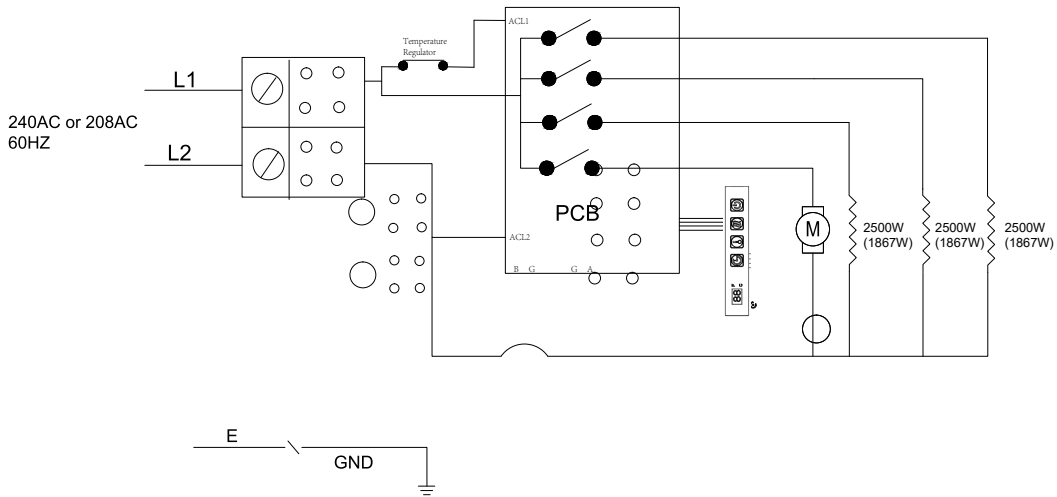 ACL1
Temperature
Regulator
L1
240AC or 208AC
60HZ
L2
PCB
M
2500W
(1867W)
2500W
(1867W)
2500W
(1867W)
ACL2
B G G A
E
GND